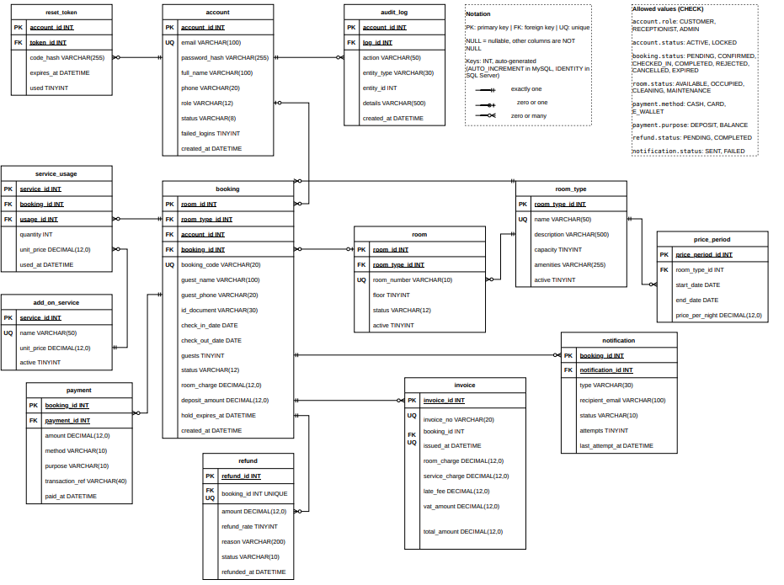 reset_token
PK account_id INT
FK token_id INT
code_hash VARCHAR(255)
expires_at DATETIME
used TINYINT
account
PK account_id INT
UQ email VARCHAR(100)
password_hash VARCHAR(255)
full_name VARCHAR(100)
phone VARCHAR(20)
role VARCHAR(12)
status VARCHAR(8)
failed_logins TINYINT
created_at DATETIME
audit_log
PK account_id INT
FK log_id INT
action VARCHAR(50)
entity_type VARCHAR(30)
entity_id INT
details VARCHAR(500)
created_at DATETIME
Notation
PK: primary key | FK: foreign key | UQ: unique
NULL = nullable, other columns are NOT
NULL
Keys: INT, auto-generated
(AUTO_INCREMENT in MySQL, IDENTITY in
SQL Server)
exactly one
zero or one
zero or many
Allowed values (CHECK)
account.role: CUSTOMER,
RECEPTIONIST, ADMIN
account.status: ACTIVE, LOCKED
booking.status: PENDING, CONFIRMED,
CHECKED_IN, COMPLETED, REJECTED,
CANCELLED, EXPIRED
room.status: AVAILABLE, OCCUPIED,
CLEANING, MAINTENANCE
payment.method: CASH, CARD,
E_WALLET
payment.purpose: DEPOSIT, BALANCE
refund.status: PENDING, COMPLETED
notification.status: SENT, FAILED
service_usage
PK service_id INT
FK booking_id INT
FK usage_id INT
quantity INT
unit_price DECIMAL(12,0)
used_at DATETIME
booking
PK room_id INT
FK room_type_id INT
FK account_id INT
FK booking_id INT
UQ booking_code VARCHAR(20)
guest_name VARCHAR(100)
guest_phone VARCHAR(20)
id_document VARCHAR(30)
check_in_date DATE
check_out_date DATE
guests TINYINT
status VARCHAR(12)
room_charge DECIMAL(12,0)
deposit_amount DECIMAL(12,0)
hold_expires_at DATETIME
created_at DATETIME
room_type
PK room_type_id INT
UQ name VARCHAR(50)
description VARCHAR(500)
capacity TINYINT
amenities VARCHAR(255)
active TINYINT
room
PK room_id INT
FK room_type_id INT
UQ room_number VARCHAR(10)
floor TINYINT
status VARCHAR(12)
active TINYINT
price_period
PK price_period_id INT
FK room_type_id INT
start_date DATE
end_date DATE
price_per_night DECIMAL(12,0)
add_on_service
PK service_id INT
UQ name VARCHAR(50)
unit_price DECIMAL(12,0)
active TINYINT
notification
PK booking_id INT
FK notification_id INT
type VARCHAR(30)
recipient_email VARCHAR(100)
status VARCHAR(10)
attempts TINYINT
last_attempt_at DATETIME
payment
PK booking_id INT
FK payment_id INT
amount DECIMAL(12,0)
method VARCHAR(10)
purpose VARCHAR(10)
transaction_ref VARCHAR(40)
paid_at DATETIME
invoice
PK invoice_id INT
UQ invoice_no VARCHAR(20)
FK UQ booking_id INT
issued_at DATETIME
room_charge DECIMAL(12,0)
service_charge DECIMAL(12,0)
late_fee DECIMAL(12,0)
vat_amount DECIMAL(12,0)
total_amount DECIMAL(12,0)
refund
PK refund_id INT
FK UQ booking_id INT UNIQUE
amount DECIMAL(12,0)
refund_rate TINYINT
reason VARCHAR(200)
status VARCHAR(10)
refunded_at DATETIME